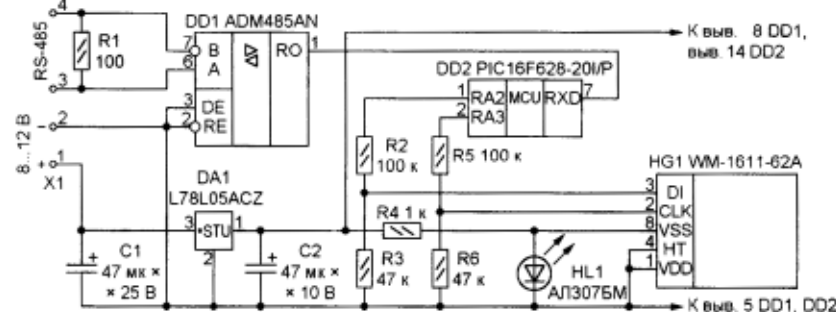 DD1 ADM485AN
4
R1
100
RS-485
3
7
B
6
A
ΔV
RO
1
К выв. 8 DD1,
выв. 14 DD2
DD2 PIC16F628-20I/P
3
DE
2
RE
1
RA2
MCU
RXD
7
2
RA3
- 2
8...12 В
+ 1
X1
R2
100 к
R5 100 к
HG1 WM-1611-62A
DA1
L78L05ACZ
3
•STU
1
2
R4 1 к
3
DI
2
CLK
8
VSS
4
HT
1
VDD
+
C1
47 мк ×
× 25 В
+
C2
47 мк ×
× 10 В
R3
47 к
R6
47 к
HL1
АЛ307БМ
К выв. 5 DD1, DD2